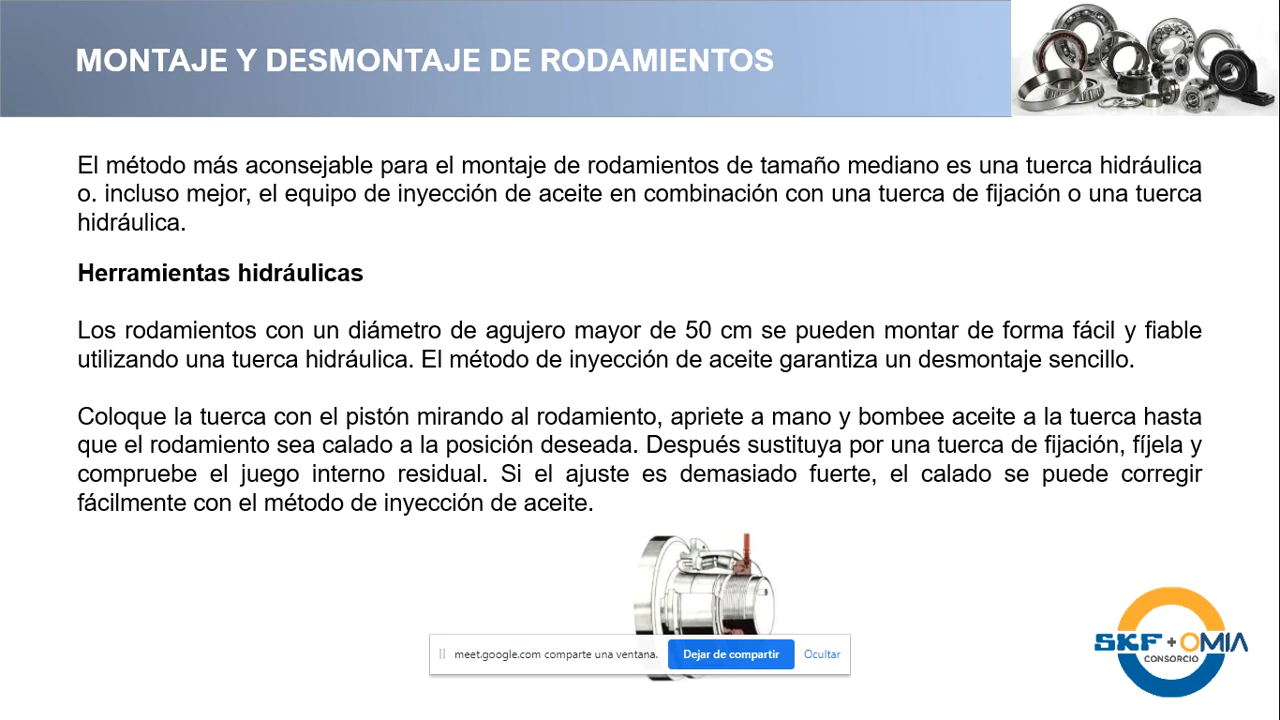 MONTAJE Y DESMONTAJE DE RODAMIENTOS
El método más aconsejable para el montaje de rodamientos de tamaño mediano es una tuerca hidráulica
o. incluso mejor, el equipo de inyección de aceite en combinación con una tuerca de fijación o una tuerca
hidráulica.
Herramientas hidráulicas
Los rodamientos con un diámetro de agujero mayor de 50 cm se pueden montar de forma fácil y fiable
utilizando una tuerca hidráulica. El método de inyección de aceite garantiza un desmontaje sencillo.
Coloque la tuerca con el pistón mirando al rodamiento, apriete a mano y bombee aceite a la tuerca hasta
que el rodamiento sea calado a la posición deseada. Después sustituya por una tuerca de fijación, fíjela y
compruebe el juego interno residual. Si el ajuste es demasiado fuerte, el calado se puede corregir
fácilmente con el método de inyección de aceite.
meet.google.com comparte una ventana. Dejar de compartir Ocultar
SKF + OMIA
CONSORCIO